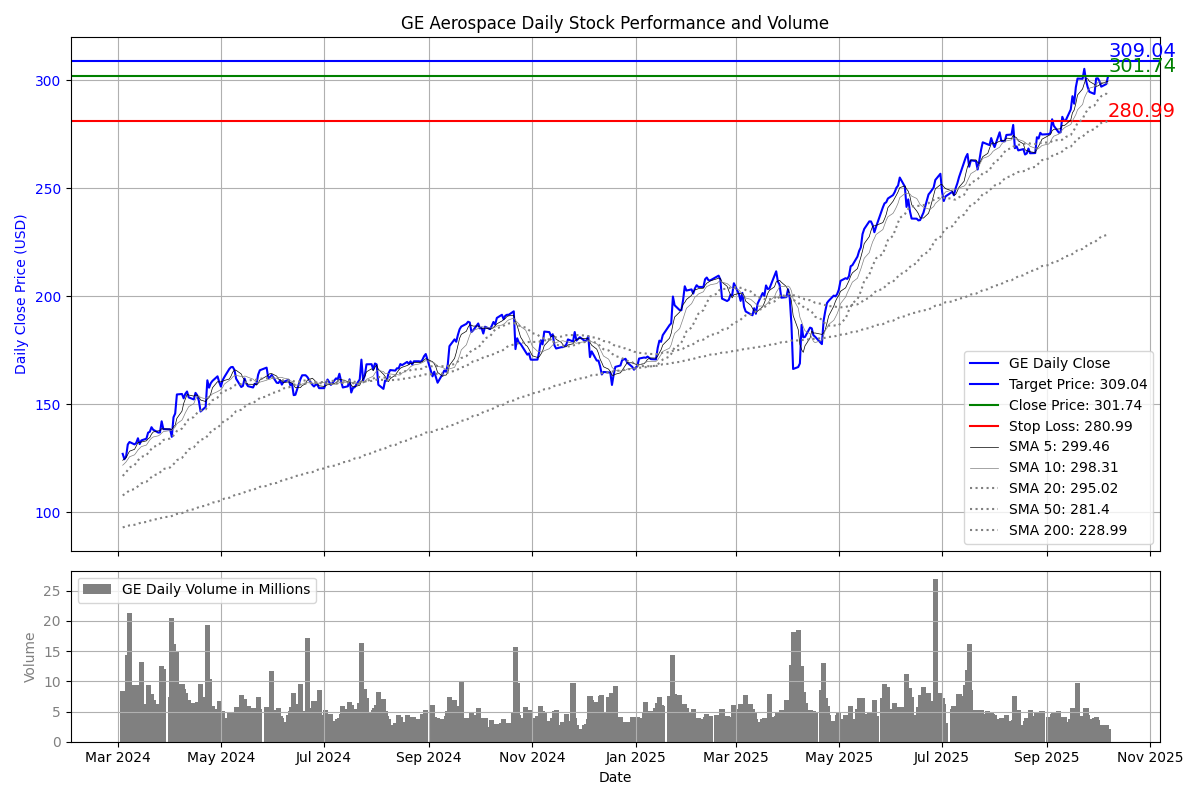 GE Aerospace Daily Stock Performance and Volume
309.04
301.74
280.99
300
250
200
150
100
Daily Close Price (USD)
GE Daily Close
Target Price: 309.04
Close Price: 301.74
Stop Loss: 280.99
SMA 5: 299.46
SMA 10: 298.31
SMA 20: 295.02
SMA 50: 281.4
SMA 200: 228.99
GE Daily Volume in Millions
25
20
15
10
5
0
Volume
Mar 2024 May 2024 Jul 2024 Sep 2024 Nov 2024 Jan 2025 Mar 2025 May 2025 Jul 2025 Sep 2025 Nov 2025
Date